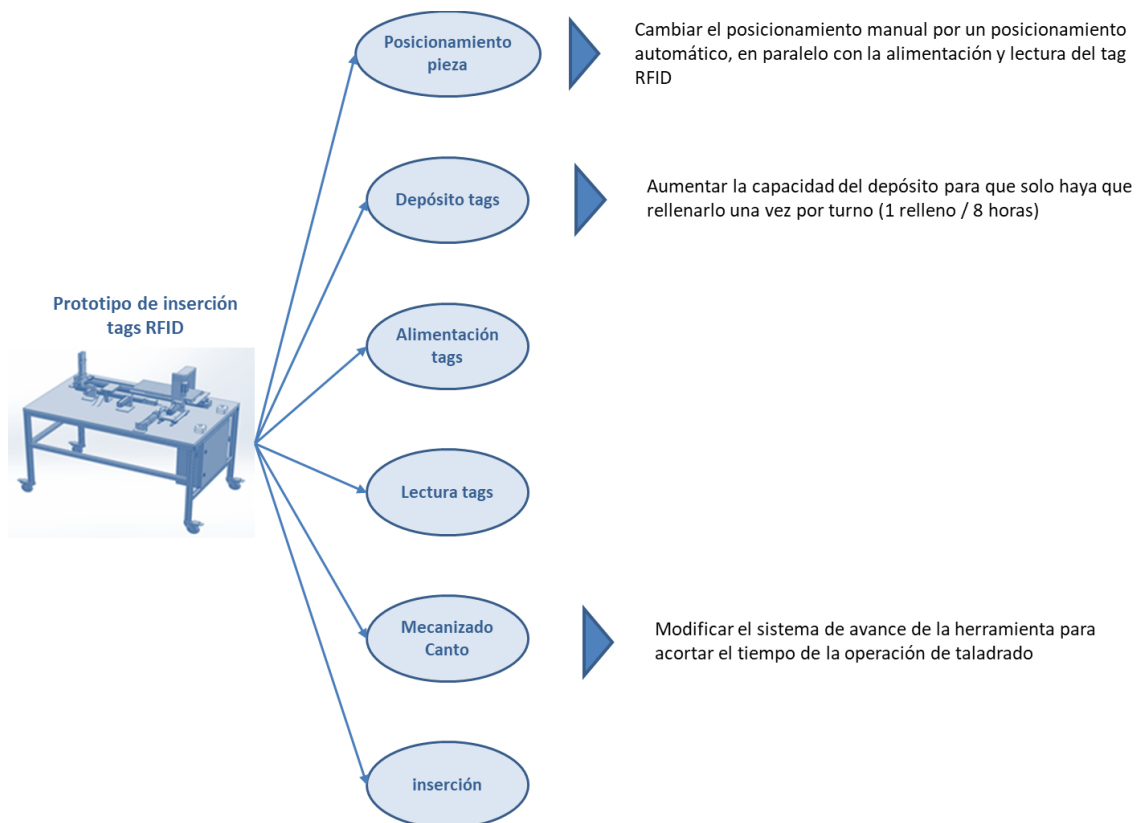 Posicionamiento
pieza
Cambiar el posicionamiento manual por un posicionamiento
automático, en paralelo con la alimentación y lectura del tag
RFID
Depósito tags
Aumentar la capacidad del depósito para que solo haya que
rellenarlo una vez por turno (1 relleno / 8 horas)
Prototipo de inserción
tags RFID
Alimentación
tags
Lectura tags
Mecanizado
Canto
Modificar el sistema de avance de la herramienta para
acortar el tiempo de la operación de taladrado
inserción